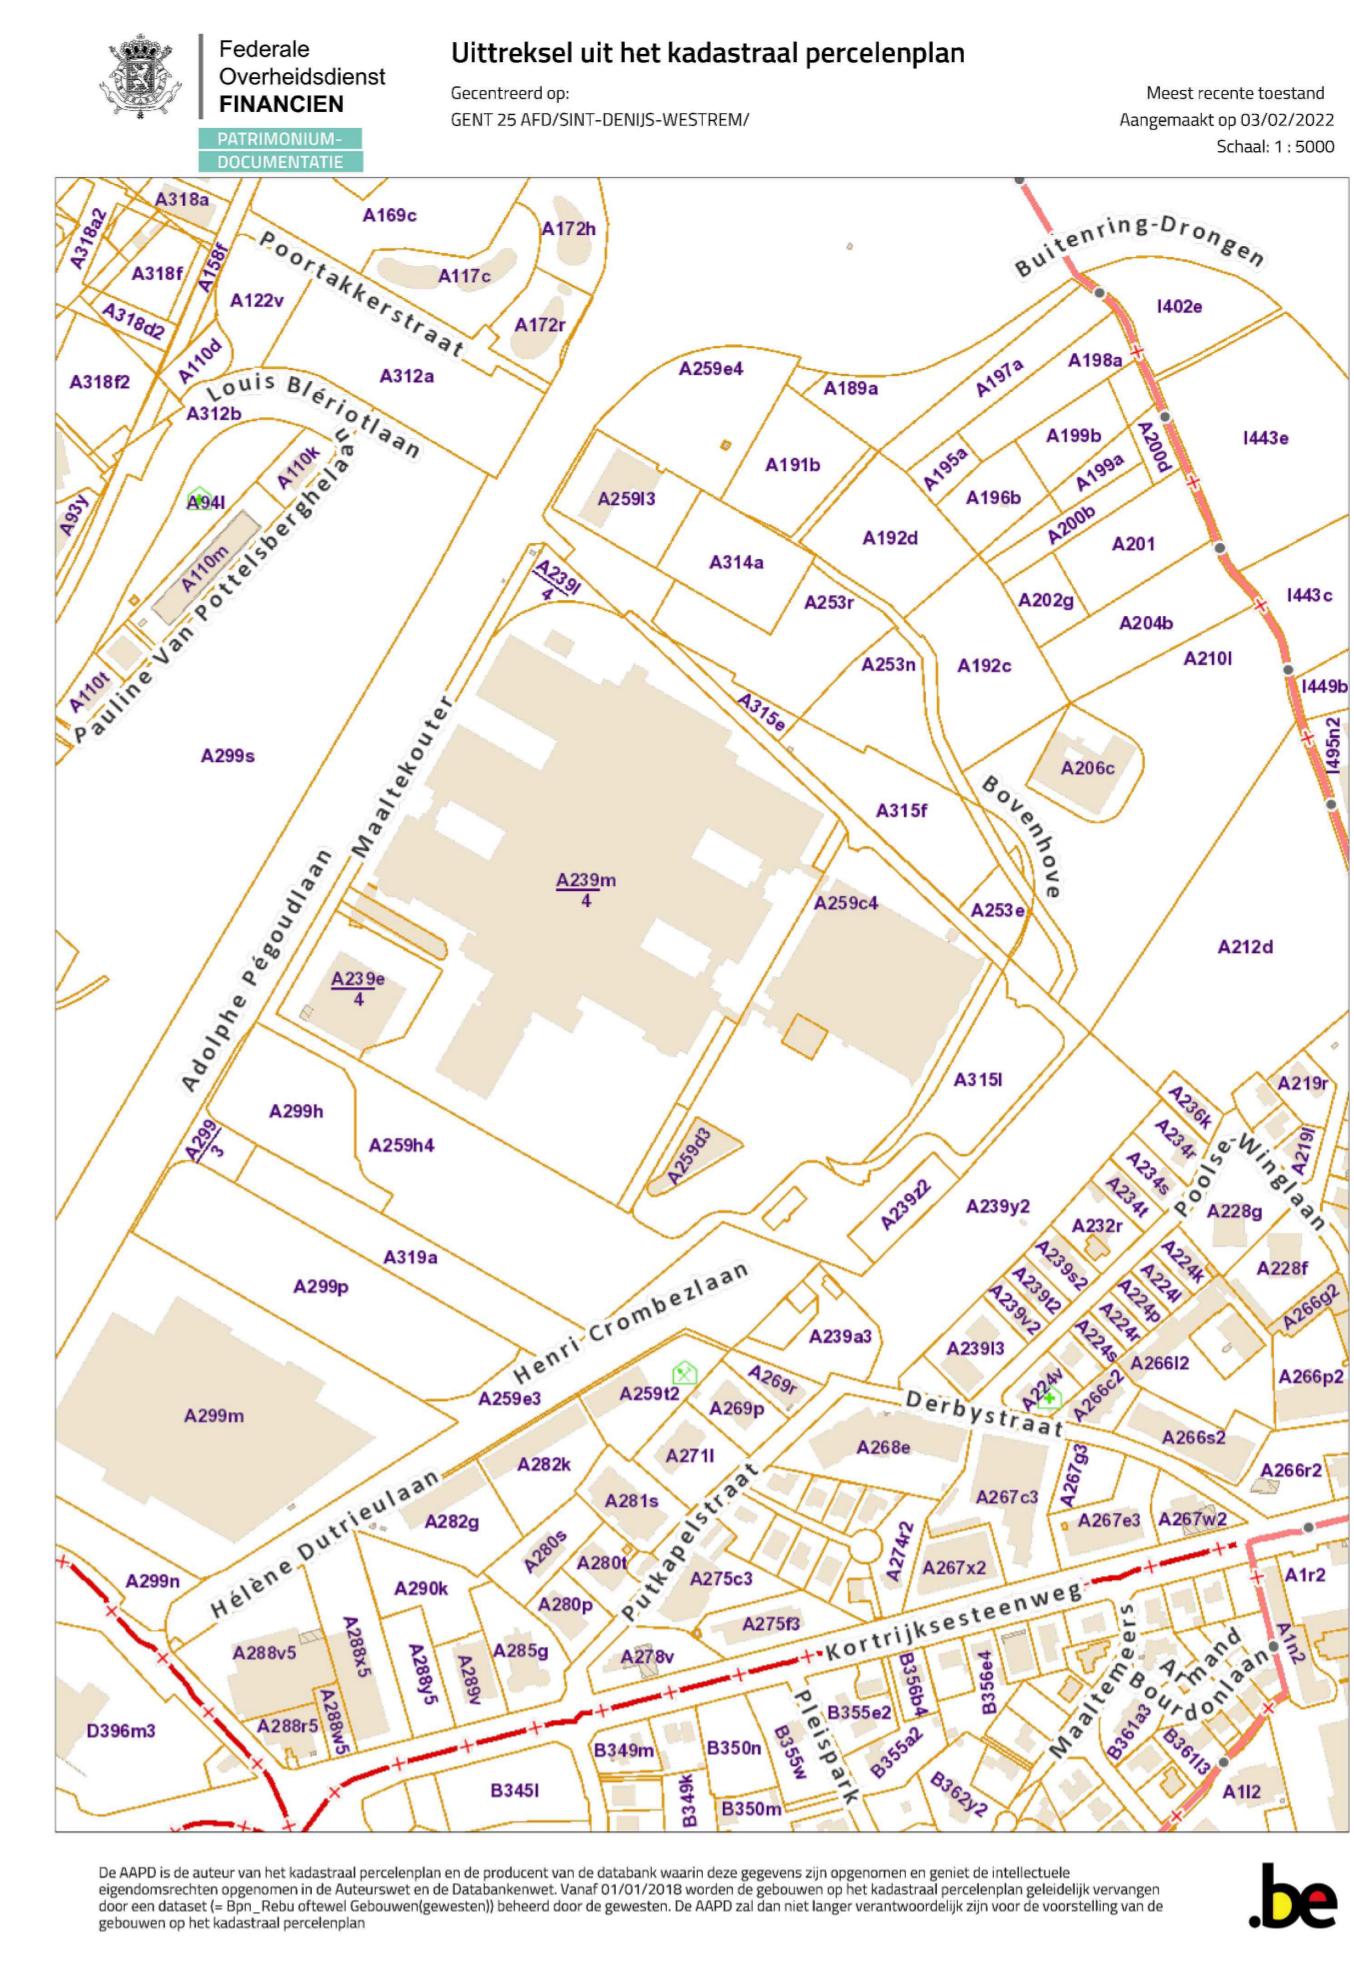 Federale
Overheidsdienst
FINANCIEN
PATRIMONIUM-
DOCUMENTATIE
Uittreksel uit het kadastraal percelenplan
Gecentreerd op:
GENT 25 AFD/SINT-DENIJS-WESTREM/
Meest recente toestand
Aangemaakt op 03/02/2022
Schaal: 1 : 5000
A318a
A169c
A318a2
A172h
Buitenring-Drongen
Poortakkerstraat
A318f
A158f
A117c
A122v
I402e
A318d2
A172r
A110d
A198a
A259e4
A197a
A318f2
A312a
A189a
Louis Blériotlaan
A312b
A199b
A200d
I443e
A110k
A191b
A195a
A199a
A94l
A259l3
A196b
A93y
A200b
A192d
A201
A110m
A314a
A239l
4
A253r
A202g
I443c
A204b
Pauline Van Pottelsberghelaan
A253n
A192c
A210l
A110t
I449b
A315e
I495n2
A299s
Maaltekouter
A206c
A315f
Bovenhove
A239m
4
A259c4
A253e
A212d
Adolphe Pégoudlaan
A239e
4
A315l
A219r
A236k
A299h
A234r
A299
3
A259h4
A259d3
A219l
Poolse-Winglaan
A234s
A234t
A239z2
A239y2
A228g
A232r
A319a
A239s2
A224k
A228f
A299p
A239t2
A224l
Henri Crombezlaan
A224p
A239v2
A224r
A266g2
A239a3
A224s
A239l3
A266l2
A269r
A266p2
A259t2
A224v
A259e3
A266c2
A269p
A299m
Derbystraat
A268e
A266s2
A271l
A282k
A267g3
A266r2
A281s
A267c3
A282g
A267e3
A267w2
Hélène Dutrieulaan
A280s
Putkapelstraat
A274r2
A280t
A267x2
A299n
A275c3
A1r2
A290k
A280p
Kortrijksesteenweg
A275f3
A288x5
A285g
A288v5
A278v
A1n2
Armand
Bourdonlaan
Maaltemeers
A288y5
A289v
B356b4
B356e4
A288w5
A288r5
Pleispark
B355e2
D396m3
B361a3
B349m
B350n
B355w
B355a2
B361l3
B345l
B349k
B362y2
A1l2
B350m
De AAPD is de auteur van het kadastraal percelenplan en de producent van de databank waarin deze gegevens zijn opgenomen en geniet de intellectuele
eigendomsrechten opgenomen in de Auteurswet en de Databankenwet. Vanaf 01/01/2018 worden de gebouwen op het kadastraal percelenplan geleidelijk vervangen
door een dataset (= Bpn_Rebu oftewel Gebouwen(gewesten)) beheerd door de gewesten. De AAPD zal dan niet langer verantwoordelijk zijn voor de voorstelling van de
gebouwen op het kadastraal percelenplan
.be